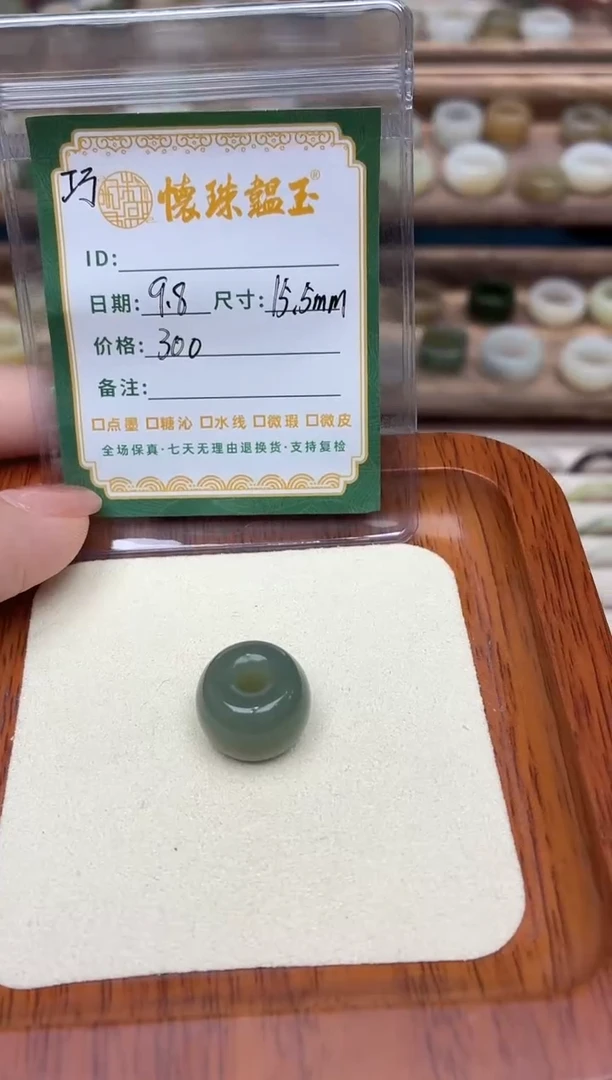 巧 懷珠韞玉®
ID:
日期: 9.8 尺寸: 15.5mm
价格: 300
备注:
☐点墨 ☐糖沁 ☐水线 ☐微瑕 ☐微皮
全场保真·七天无理由退换货·支持复检